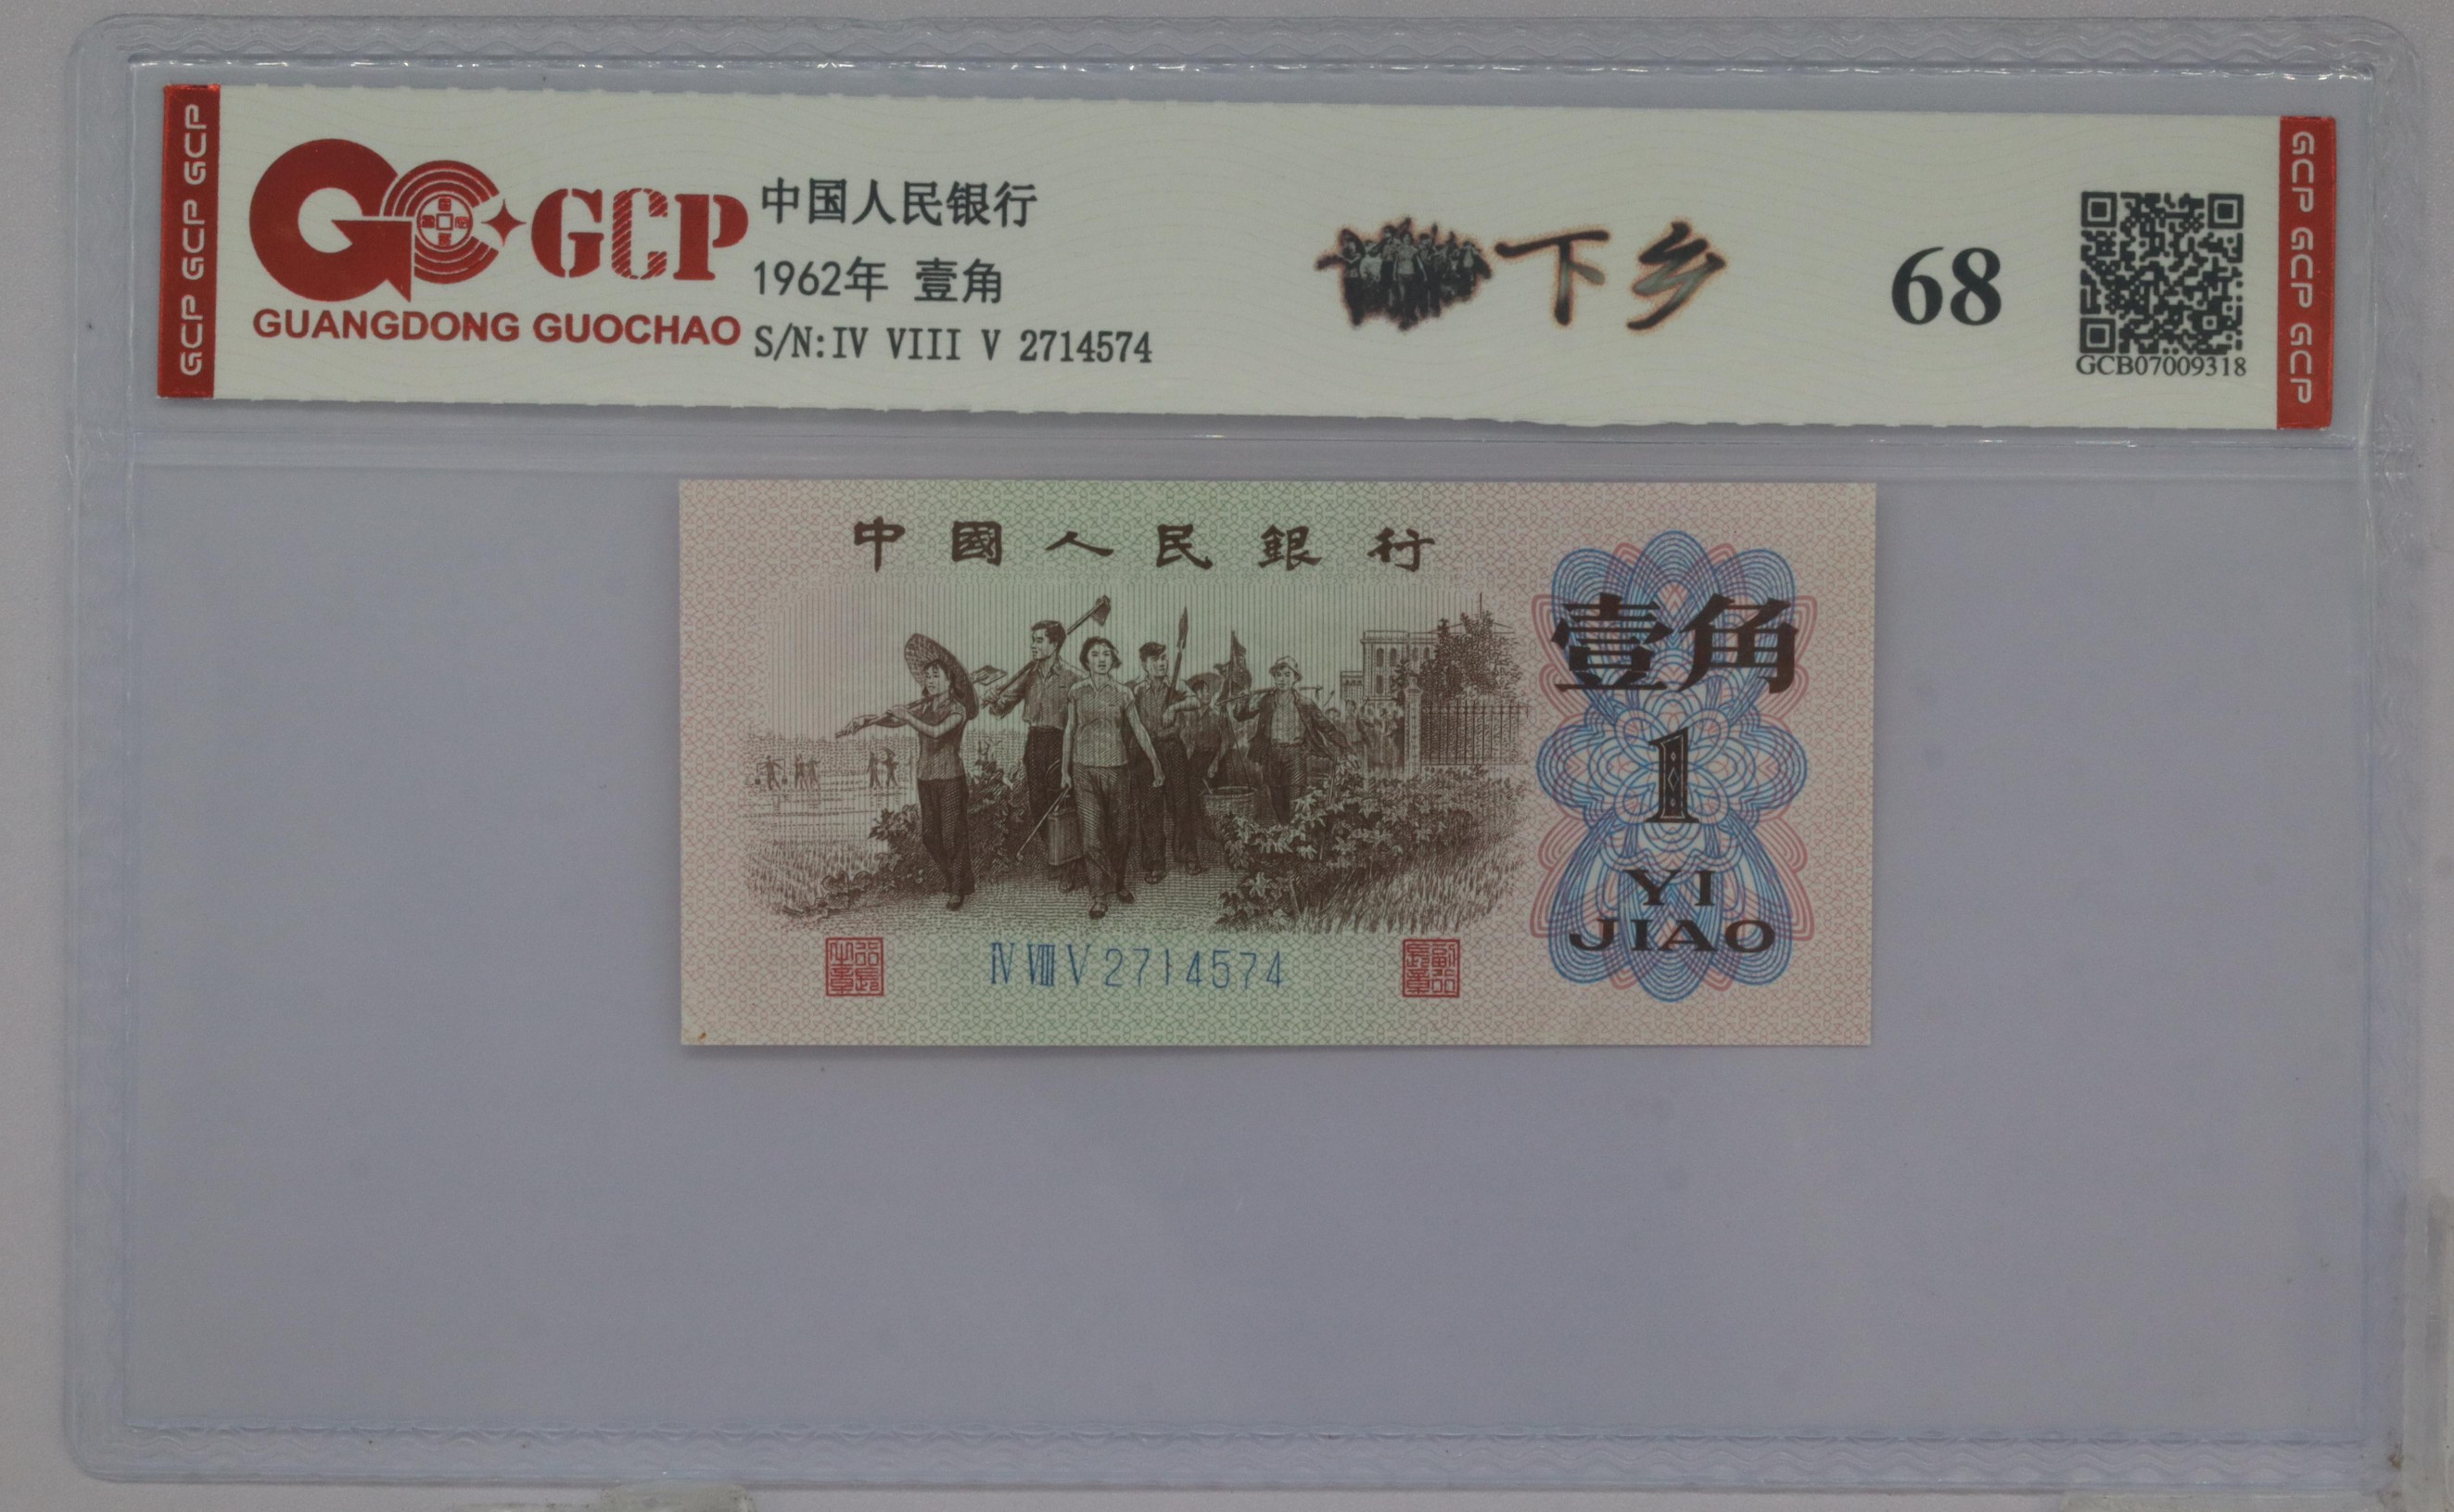 GCP GCP GCP
GCP
GUANGDONG GUOCHAO
中国人民银行
1962年 壹角
S/N:IV VIII V 2714574
下乡
68
GCB07009318
GCP GCP GCP
中國人民銀行
壹角
1
YI
JIAO
IV VIII V 2714574